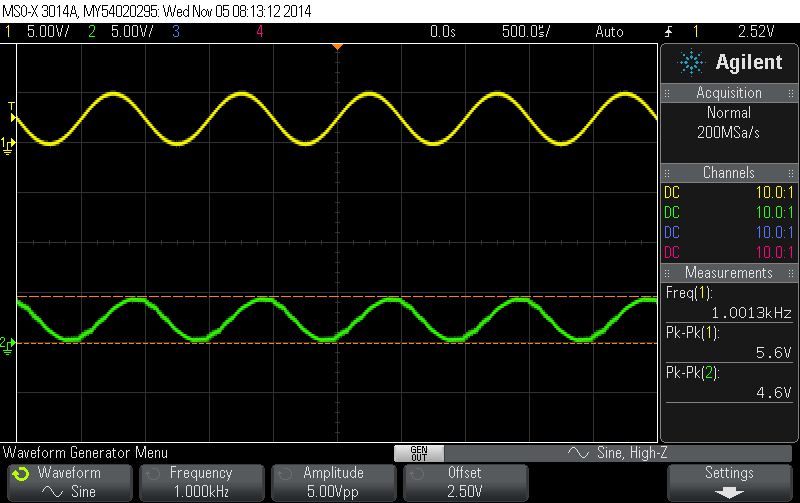 MSO-X 3014A, MY54020295: Wed Nov 05 08:13:12 2014
1 5.00V/ 2 5.00V/ 3 4 0.0s 500.0㎲/ Auto 1 2.52V
Agilent
Acquisition
Normal
200MSa/s
Channels
DC 10.0:1
DC 10.0:1
DC 10.0:1
DC 10.0:1
Measurements
Freq(1):
1.0013kHz
Pk-Pk(1):
5.6V
Pk-Pk(2):
4.6V
T
1
2
Waveform Generator Menu
GEN
OUT
Sine, High-Z
Waveform
Sine
Frequency
1.000kHz
Amplitude
5.00Vpp
Offset
2.50V
Settings